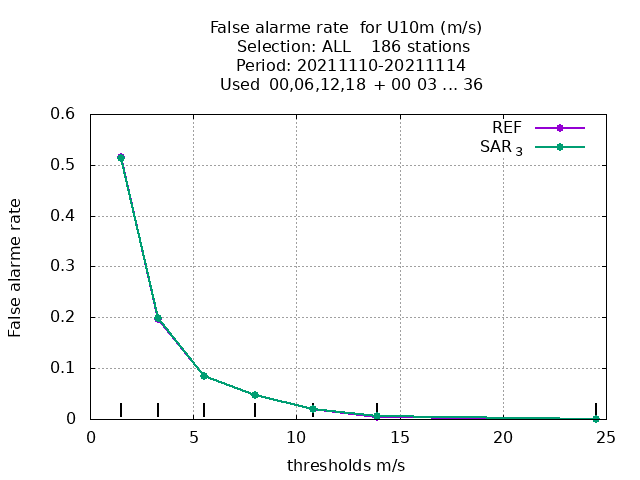 False alarme rate  for U10m (m/s)
Selection: ALL    186 stations
Period: 20211110-20211114
Used  00,06,12,18  + 00 03 ... 36
REF
SAR 3
False alarme rate
0.6
0.5
0.4
0.3
0.2
0.1
0
0 5 10 15 20 25
thresholds m/s